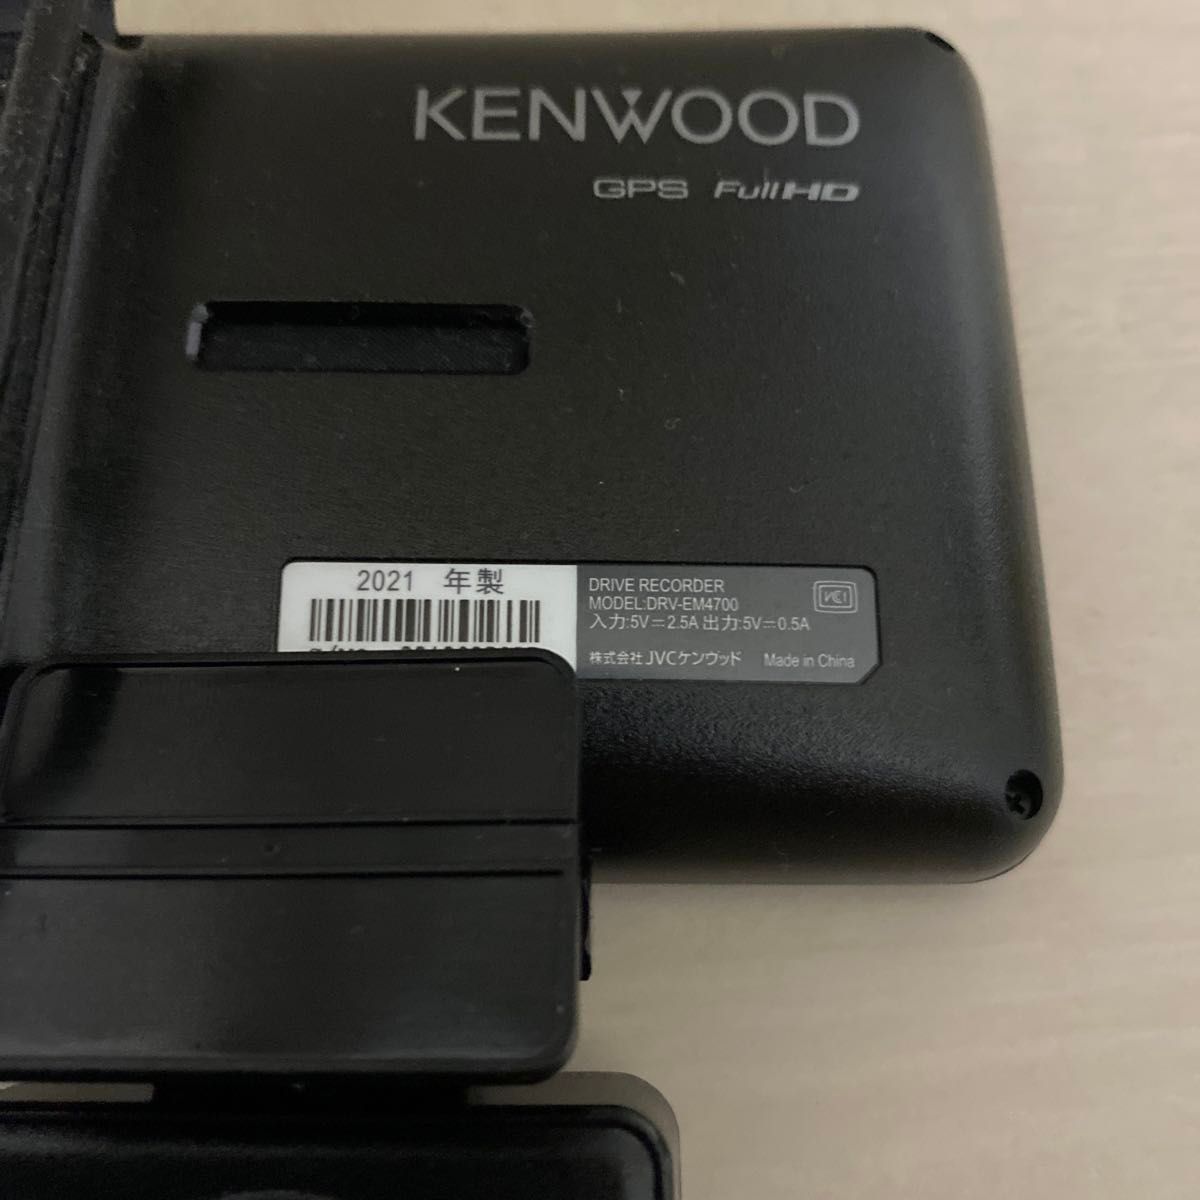 KENWOOD
GPS Full HD
2021 年製
DRIVE RECORDER
MODEL:DRV-EM4700
入力:5V⎓2.5A 出力:5V⎓0.5A
株式会社 JVCケンウッド Made in China